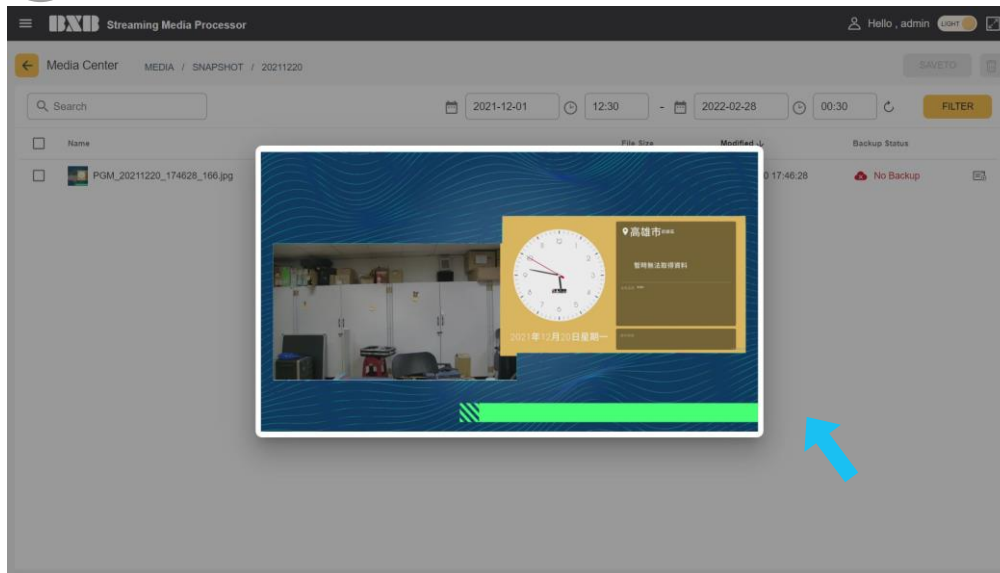 BXB Streaming Media Processor
Hello , admin
LIGHT
Media Center
MEDIA / SNAPSHOT / 20211220
SAVETO
Search
2021-12-01
12:30
-
2022-02-28
00:30
FILTER
Name
File Size
Modified ↓
Backup Status
PGM_20211220_174628_166.jpg
0 17:46:28
No Backup
高雄市
暫時無法取得資料
2021年12月20日星期一